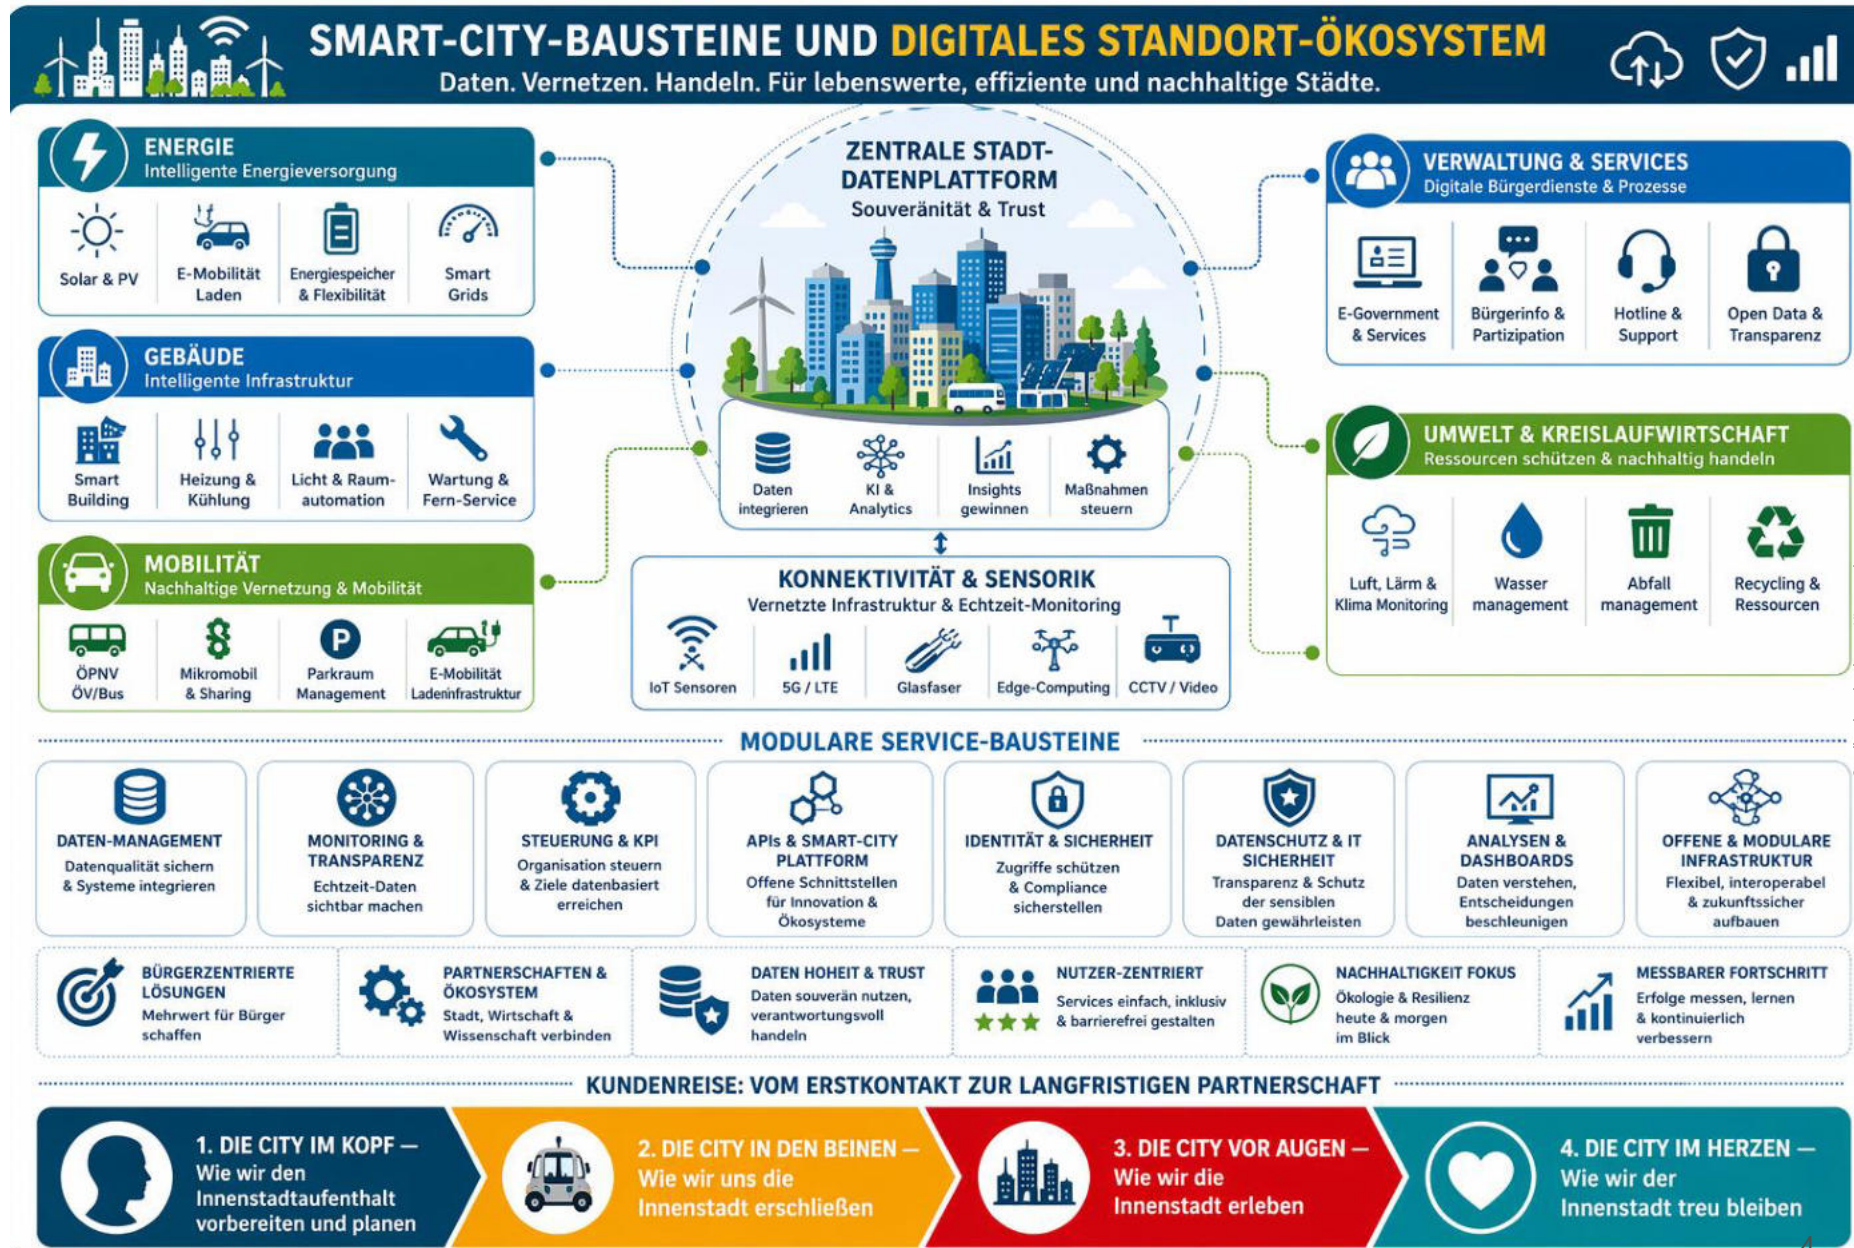 SMART-CITY-BAUSTEINE UND DIGITALES STANDORT-ÖKOSYSTEM
Daten. Vernetzen. Handeln. Für lebenswerte, effiziente und nachhaltige Städte.
ENERGIE
Intelligente Energieversorgung
Solar & PV
E-Mobilität
Laden
Energiespeicher
& Flexibilität
Smart
Grids
GEBÄUDE
Intelligente Infrastruktur
Smart
Building
Heizung &
Kühlung
Licht & Raum-
automation
Wartung &
Fern-Service
MOBILITÄT
Nachhaltige Vernetzung & Mobilität
ÖPNV
ÖV/Bus
Mikromobil
& Sharing
P
Parkraum
Management
E-Mobilität
Ladeninfrastruktur
ZENTRALE STADT-
DATENPLATTFORM
Souveränität & Trust
Daten
integrieren
KI &
Analytics
Insights
gewinnen
Maßnahmen
steuern
KONNEKTIVITÄT & SENSORIK
Vernetzte Infrastruktur & Echtzeit-Monitoring
IoT Sensoren
5G / LTE
Glasfaser
Edge-Computing
CCTV / Video
VERWALTUNG & SERVICES
Digitale Bürgerdienste & Prozesse
E-Government
& Services
Bürgerinfo &
Partizipation
Hotline &
Support
Open Data &
Transparenz
UMWELT & KREISLAUFWIRTSCHAFT
Ressourcen schützen & nachhaltig handeln
Luft, Lärm &
Klima Monitoring
Wasser
management
Abfall
management
Recycling &
Ressourcen
MODULARE SERVICE-BAUSTEINE
DATEN-MANAGEMENT
Datenqualität sichern
& Systeme integrieren
MONITORING &
TRANSPARENZ
Echtzeit-Daten
sichtbar machen
STEUERUNG & KPI
Organisation steuern
& Ziele datenbasiert
erreichen
APIs & SMART-CITY
PLATTFORM
Offene Schnittstellen
für Innovation &
Ökosysteme
IDENTITÄT & SICHERHEIT
Zugriffe schützen
& Compliance
sicherstellen
DATENSCHUTZ & IT
SICHERHEIT
Transparenz & Schutz
der sensiblen
Daten gewährleisten
ANALYSEN &
DASHBOARDS
Daten verstehen,
Entscheidungen
beschleunigen
OFFENE & MODULARE
INFRASTRUKTUR
Flexibel, interoperabel
& zukunftssicher
aufbauen
BÜRGERZENTRIERTE
LÖSUNGEN
Mehrwert für Bürger
schaffen
PARTNERSCHAFTEN &
ÖKOSYSTEM
Stadt, Wirtschaft &
Wissenschaft verbinden
DATEN HOHEIT & TRUST
Daten souverän nutzen,
verantwortungsvoll
handeln
NUTZER-ZENTRIERT
Services einfach, inklusiv
& barrierefrei gestalten
NACHHALTIGKEIT FOKUS
Ökologie & Resilienz
heute & morgen
im Blick
MESSBARER FORTSCHRITT
Erfolge messen, lernen
& kontinuierlich
verbessern
KUNDENREISE: VOM ERSTKONTAKT ZUR LANGFRISTIGEN PARTNERSCHAFT
1. DIE CITY IM KOPF —
Wie wir den
Innenstadtaufenthalt
vorbereiten und planen
2. DIE CITY IN DEN BEINEN —
Wie wir uns die
Innenstadt erschließen
3. DIE CITY VOR AUGEN —
Wie wir die
Innenstadt erleben
4. DIE CITY IM HERZEN —
Wie wir der
Innenstadt treu bleiben